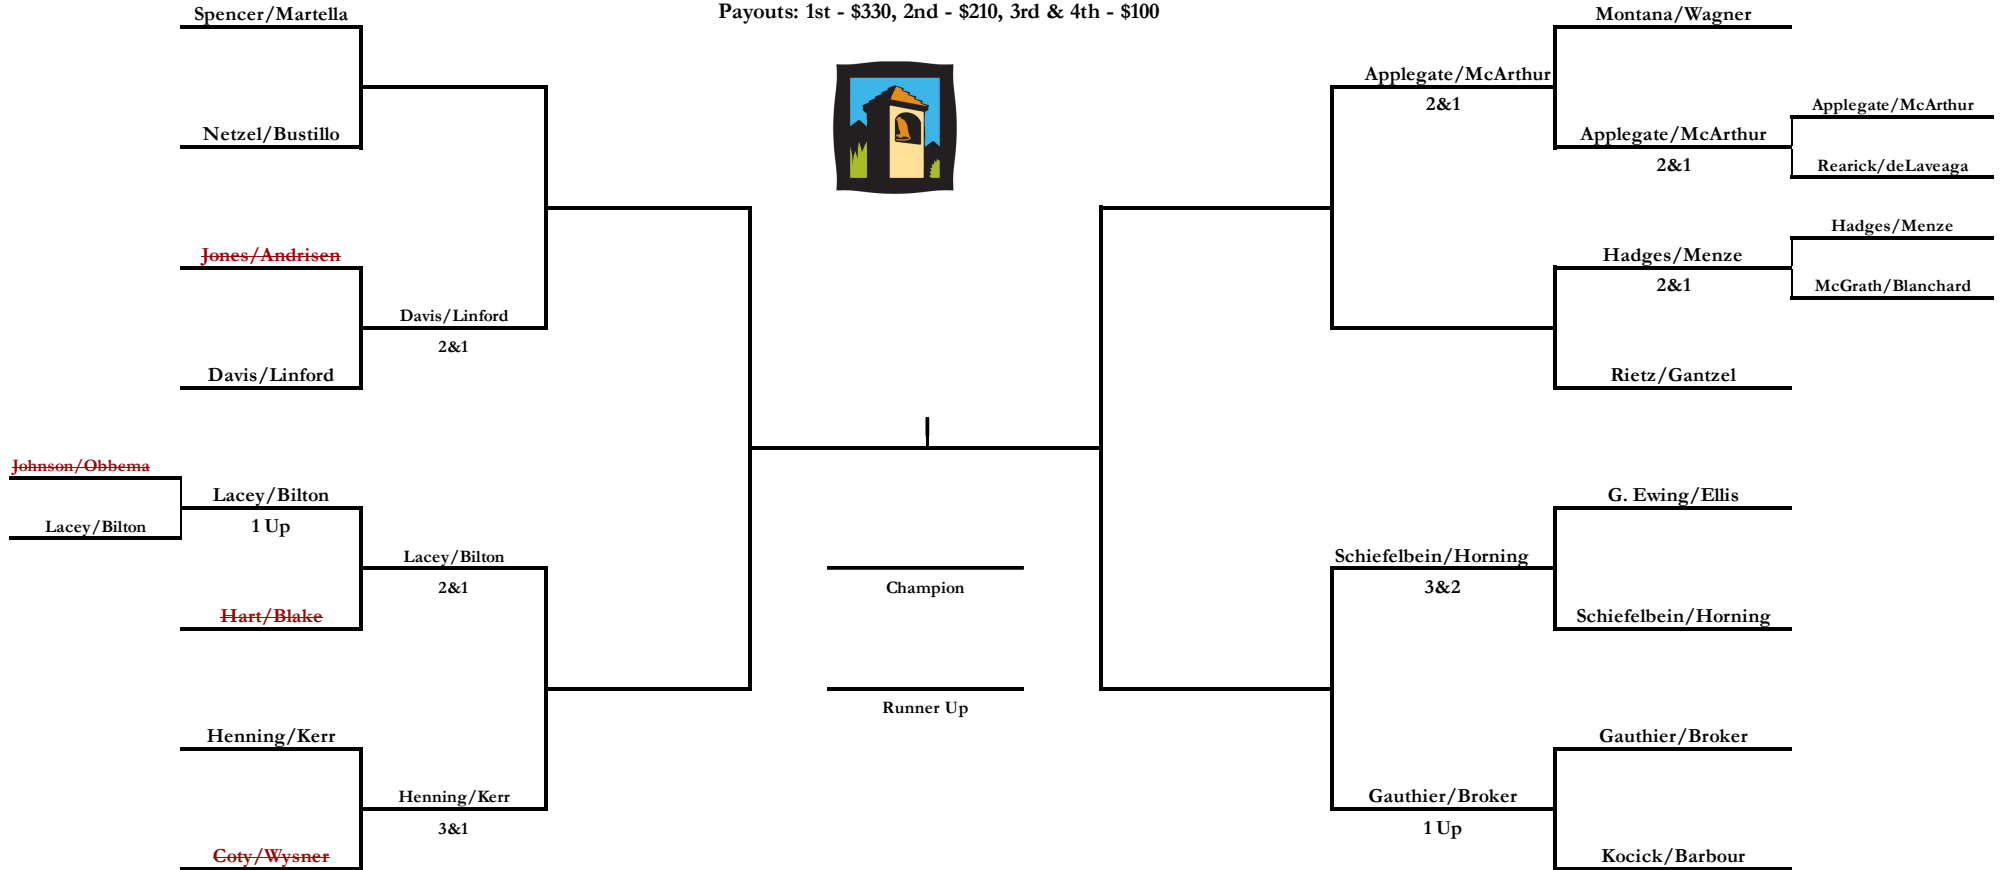 Payouts: 1st - $330, 2nd - $210, 3rd & 4th - $100
Spencer/Martella
Netzel/Bustillo
Jones/Andrisen
Davis/Linford
2&1
Davis/Linford
Johnson/Obbema
Lacey/Bilton
Lacey/Bilton
1 Up
Lacey/Bilton
2&1
Hart/Blake
Henning/Kerr
Henning/Kerr
3&1
Coty/Wysner
Champion
Runner Up
Montana/Wagner
Applegate/McArthur
2&1
Applegate/McArthur
2&1
Applegate/McArthur
Rearick/deLaveaga
Hadges/Menze
Hadges/Menze
2&1
McGrath/Blanchard
Rietz/Gantzel
G. Ewing/Ellis
Schiefelbein/Horning
3&2
Schiefelbein/Horning
Gauthier/Broker
Gauthier/Broker
1 Up
Kocick/Barbour